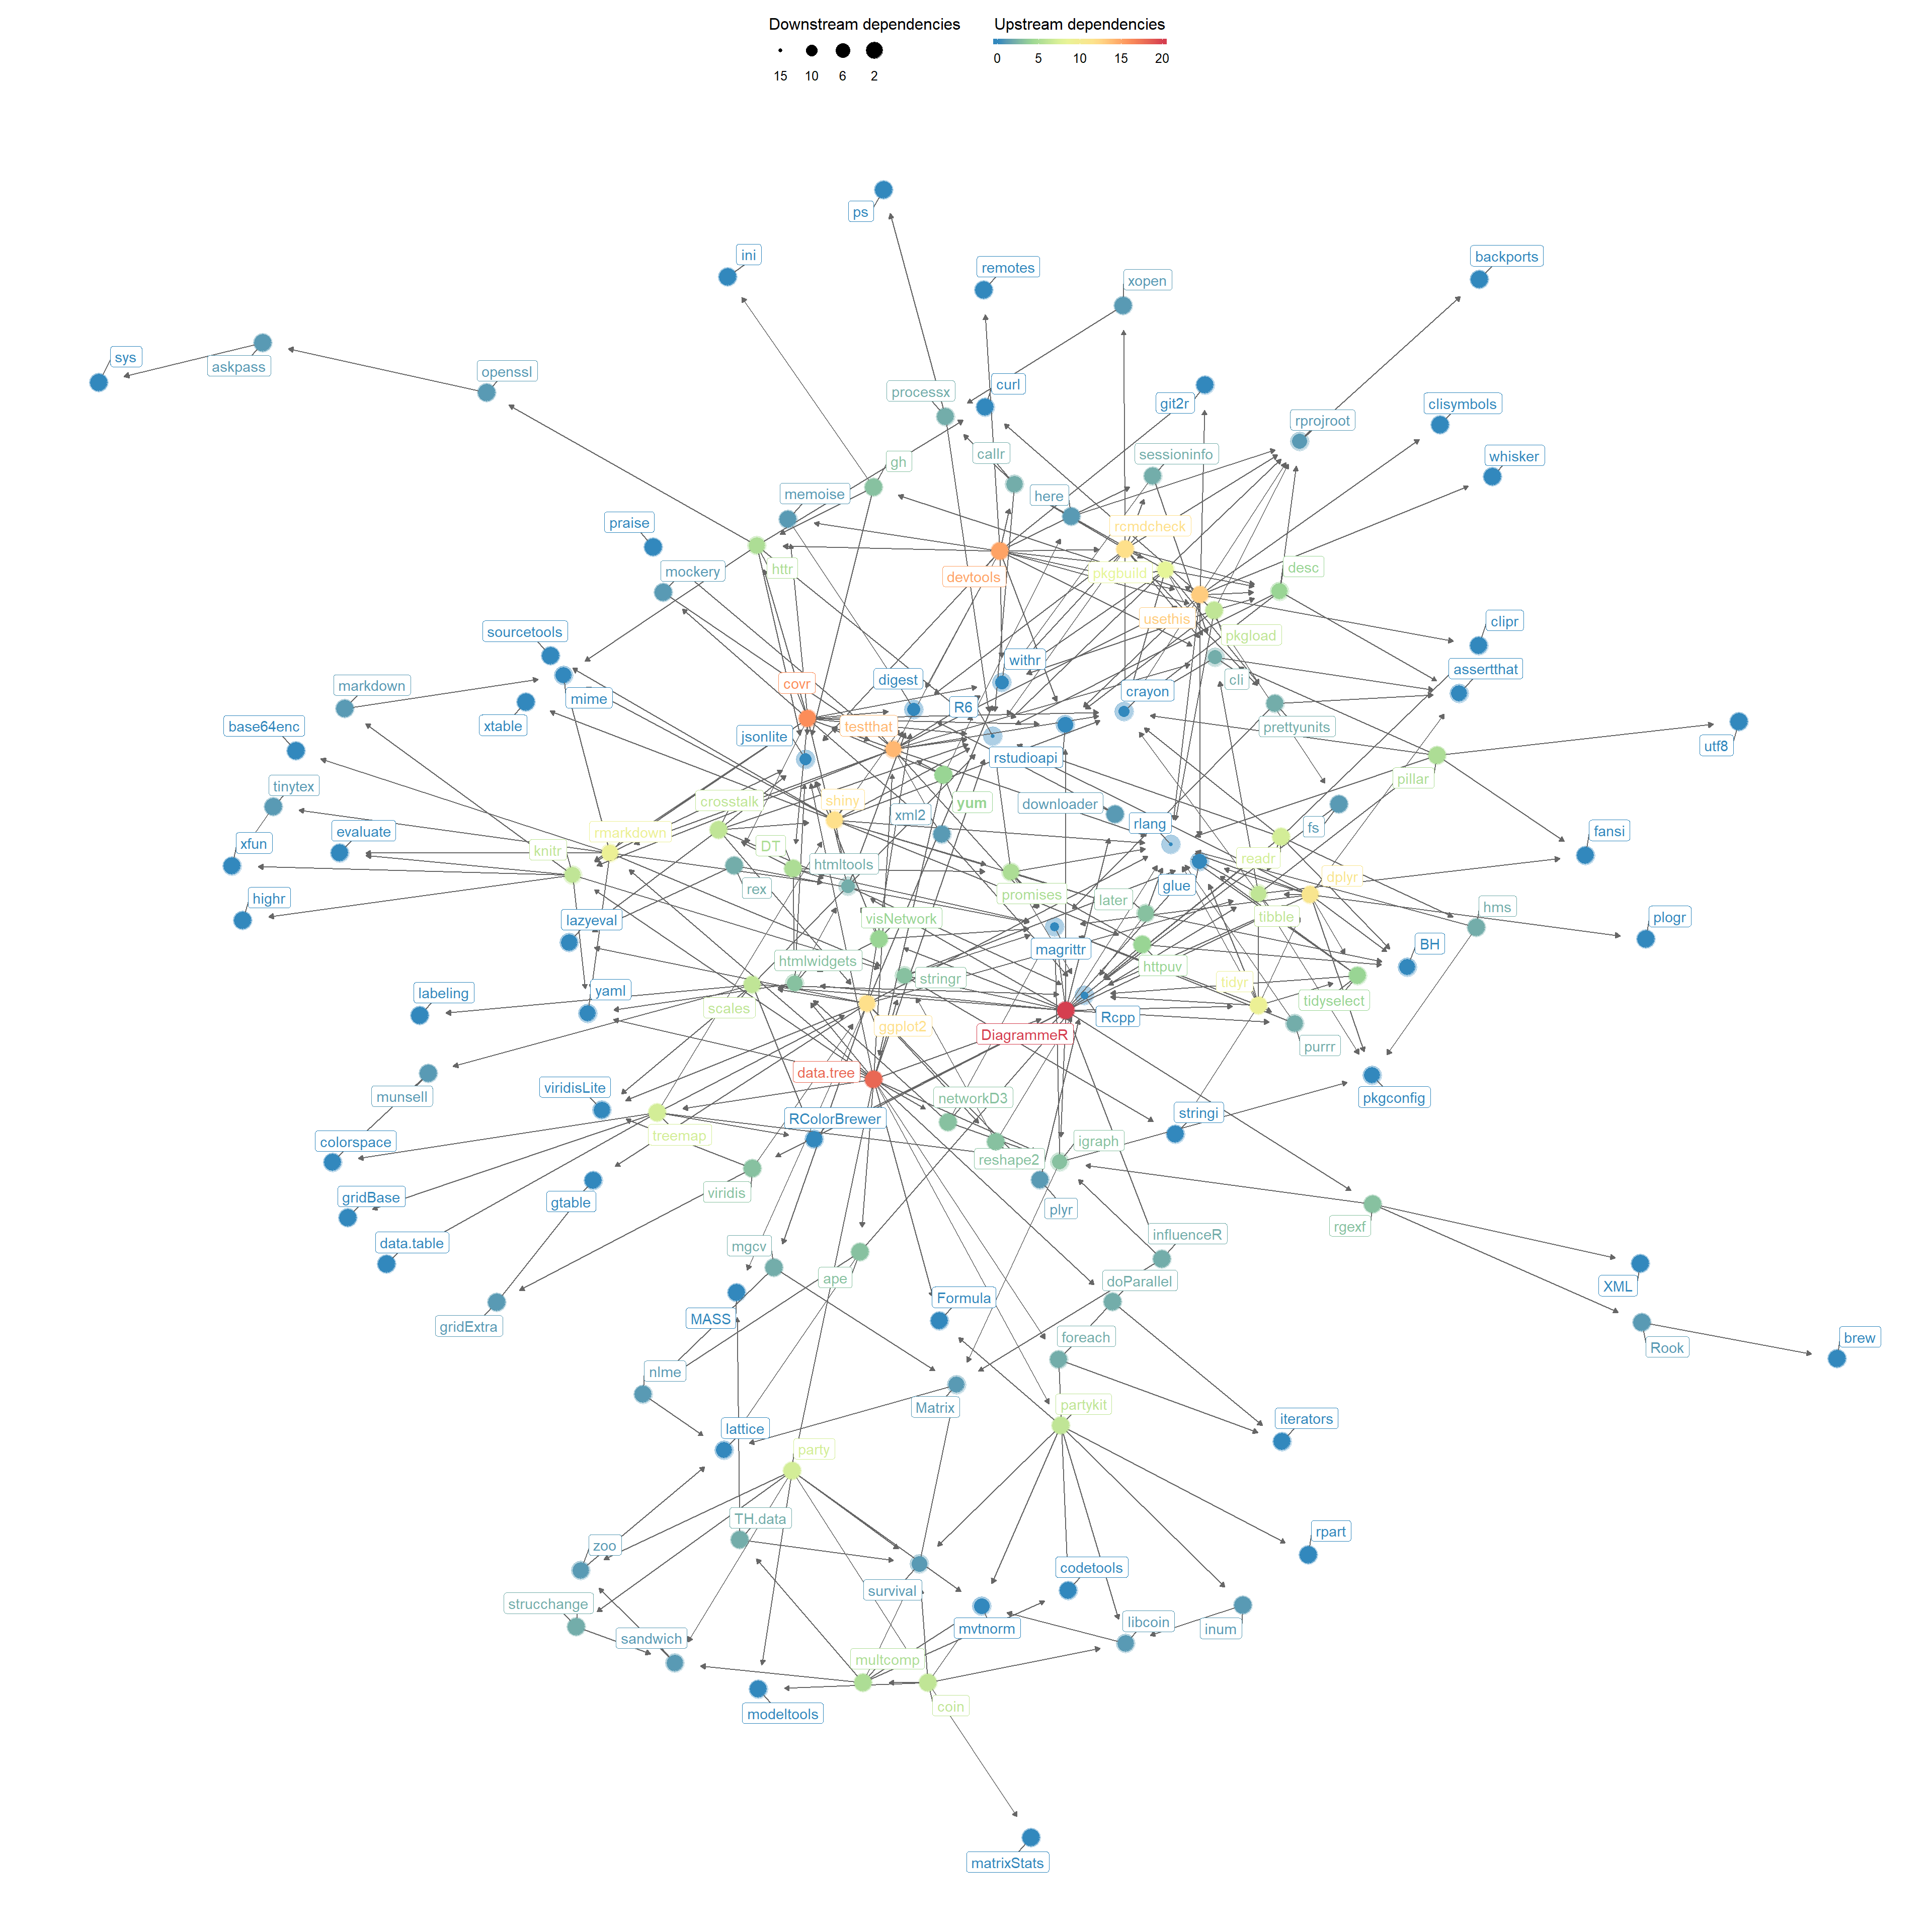 Downstream dependencies
15 10 6 2
Upstream dependencies
0 5 10 15 20
ps
ini
remotes
xopen
backports
sys
askpass
openssl
processx
curl
git2r
rprojroot
clisymbols
gh
callr
sessioninfo
whisker
memoise
here
praise
rcmdcheck
mockery
httr
devtools
pkgbuild
desc
usethis
clipr
sourcetools
pkgload
withr
assertthat
markdown
covr
digest
cli
mime
crayon
base64enc
xtable
testthat
R6
prettyunits
jsonlite
rstudioapi
utf8
tinytex
pillar
crosstalk
shiny
yum
downloader
xml2
rlang
fs
evaluate
rmarkdown
fansi
xfun
knitr
DT
htmltools
readr
dplyr
highr
rex
promises
later
glue
hms
lazyeval
visNetwork
tibble
plogr
magrittr
BH
htmlwidgets
stringr
httpuv
tidyr
labeling
yaml
scales
tidyselect
ggplot2
DiagrammeR
Rcpp
purrr
data.tree
viridisLite
munsell
networkD3
pkgconfig
RColorBrewer
stringi
colorspace
treemap
igraph
reshape2
gridBase
gtable
viridis
plyr
rgexf
data.table
mgcv
influenceR
ape
doParallel
XML
Formula
MASS
gridExtra
foreach
brew
Rook
nlme
Matrix
partykit
lattice
iterators
party
TH.data
rpart
zoo
codetools
survival
strucchange
libcoin
sandwich
mvtnorm
inum
multcomp
coin
modeltools
matrixStats